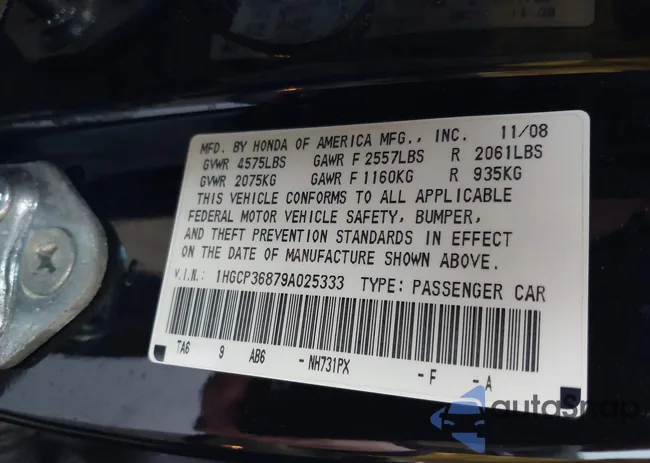 MFD. BY HONDA OF AMERICA MFG., INC. 11/08
GVWR 4575LBS GAWR F 2557LBS R 2061LBS
GVWR 2075KG GAWR F 1160KG R 935KG
THIS VEHICLE CONFORMS TO ALL APPLICABLE
FEDERAL MOTOR VEHICLE SAFETY, BUMPER,
AND THEFT PREVENTION STANDARDS IN EFFECT
ON THE DATE OF MANUFACTURE SHOWN ABOVE.
V.I.N.: 1HGCP36879A025333 TYPE: PASSENGER CAR
TA6 9 AB6 -NH731PX -F -A
autoSnap